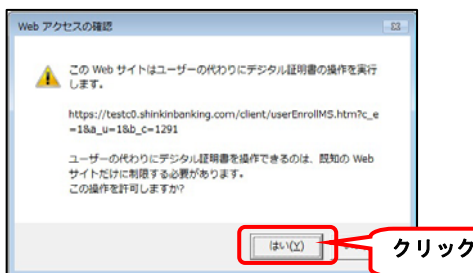 Web アクセスの確認
この Web サイトはユーザーの代わりにデジタル証明書の操作を実行
します。
https://testc0.shinkinbanking.com/client/userEnrollMS.htm?c_e
=1&a_u=1&b_c=1291
ユーザーの代わりにデジタル証明書を操作できるのは、既知の Web
サイトだけに制限する必要があります。
この操作を許可しますか?
はい(Y)
クリック